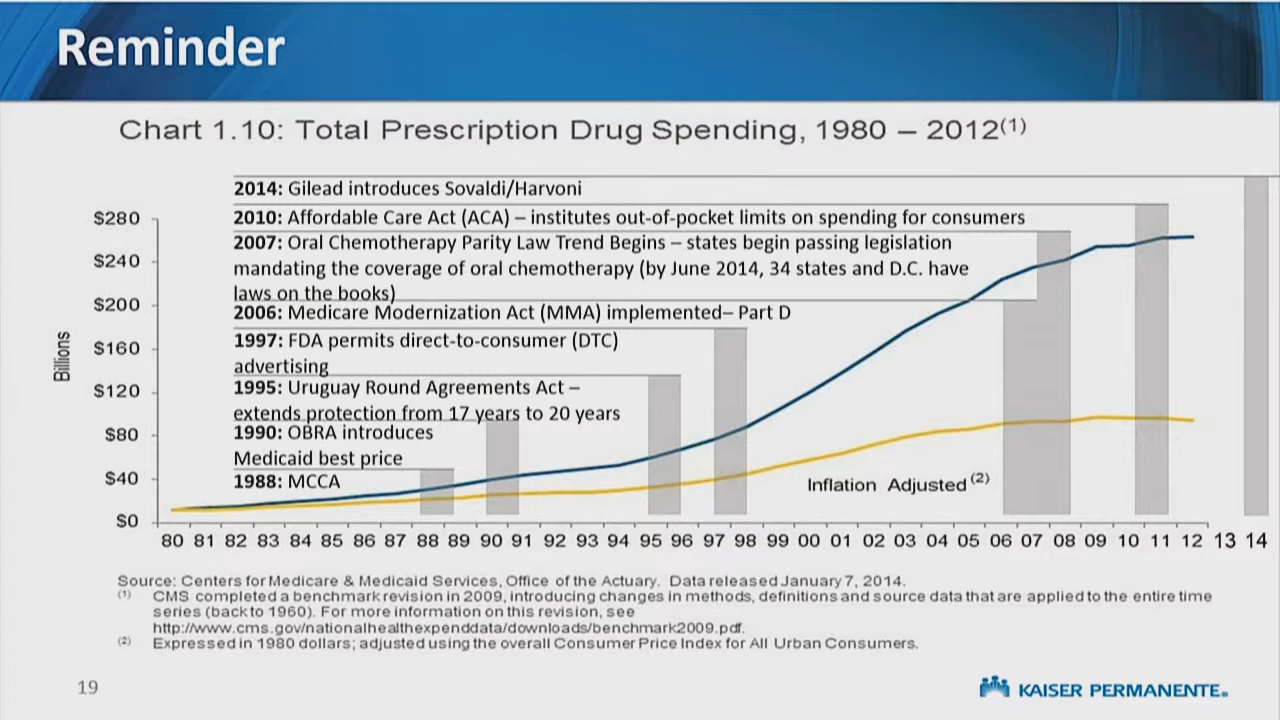 Reminder
Chart 1.10: Total Prescription Drug Spending, 1980 – 2012(1)
2014: Gilead introduces Sovaldi/Harvoni
2010: Affordable Care Act (ACA) – institutes out-of-pocket limits on spending for consumers
2007: Oral Chemotherapy Parity Law Trend Begins – states begin passing legislation
mandating the coverage of oral chemotherapy (by June 2014, 34 states and D.C. have
laws on the books)
2006: Medicare Modernization Act (MMA) implemented– Part D
1997: FDA permits direct-to-consumer (DTC)
advertising
1995: Uruguay Round Agreements Act –
extends protection from 17 years to 20 years
1990: OBRA introduces
Medicaid best price
1988: MCCA
$280
$240
$200
$160
$120
$80
$40
$0
Billions
Inflation Adjusted (2)
80 81 82 83 84 85 86 87 88 89 90 91 92 93 94 95 96 97 98 99 00 01 02 03 04 05 06 07 08 09 10 11 12 13 14
Source: Centers for Medicare & Medicaid Services, Office of the Actuary. Data released January 7, 2014.
(1) CMS completed a benchmark revision in 2009, introducing changes in methods, definitions and source data that are applied to the entire time
series (back to 1960). For more information on this revision, see
http://www.cms.gov/nationalhealthexpenddata/downloads/benchmark2009.pdf.
(2) Expressed in 1980 dollars; adjusted using the overall Consumer Price Index for All Urban Consumers.
19
KAISER PERMANENTE®